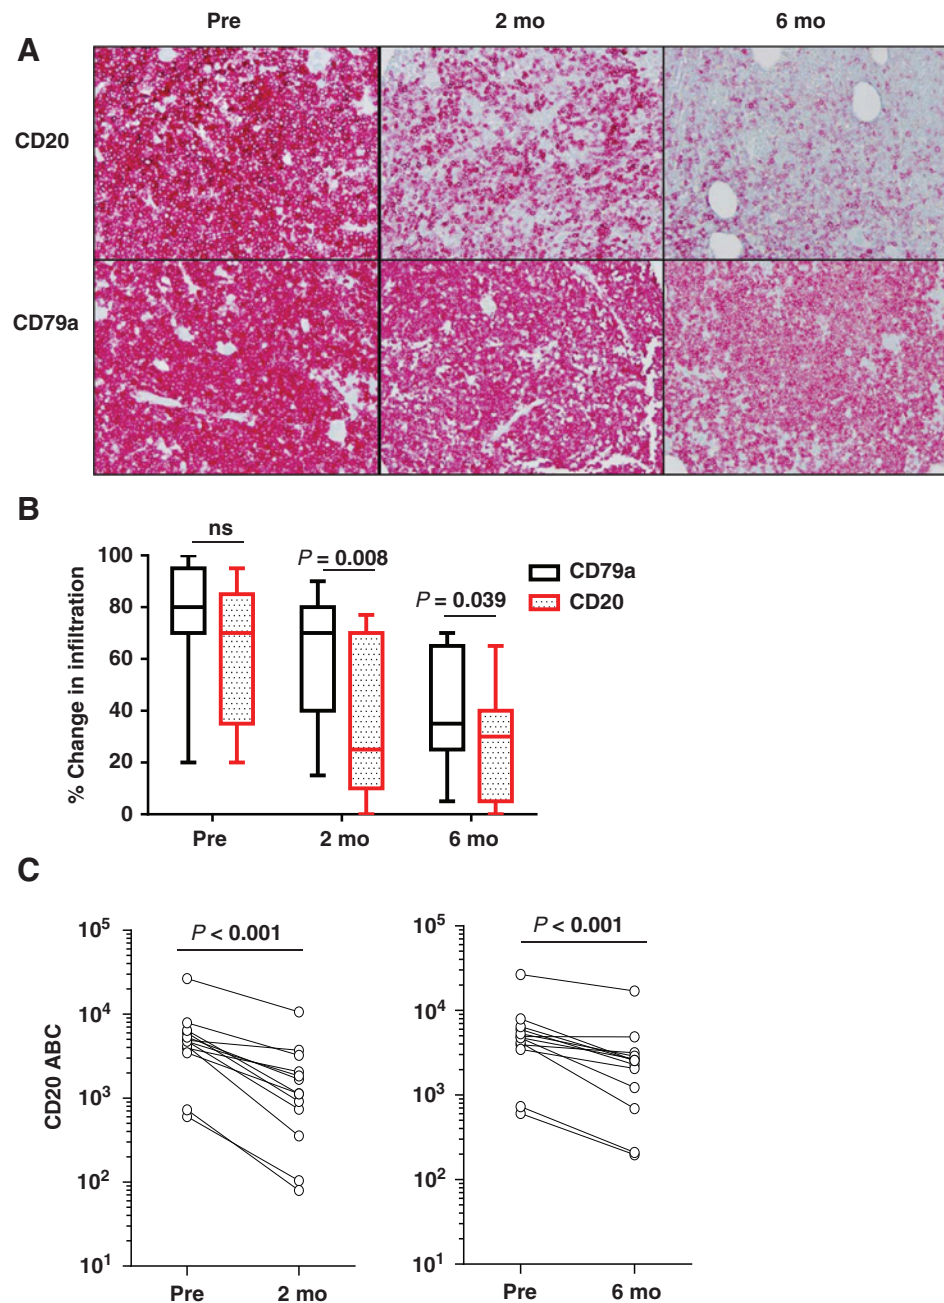 Pre 2 mo 6 mo
A
CD20
CD79a
B
ns
P = 0.008
P = 0.039
CD79a
CD20
% Change in infiltration
100
80
60
40
20
0
Pre 2 mo 6 mo
C
P < 0.001
CD20 ABC
10^5
10^4
10^3
10^2
10^1
Pre 2 mo
P < 0.001
10^5
10^4
10^3
10^2
10^1
Pre 6 mo